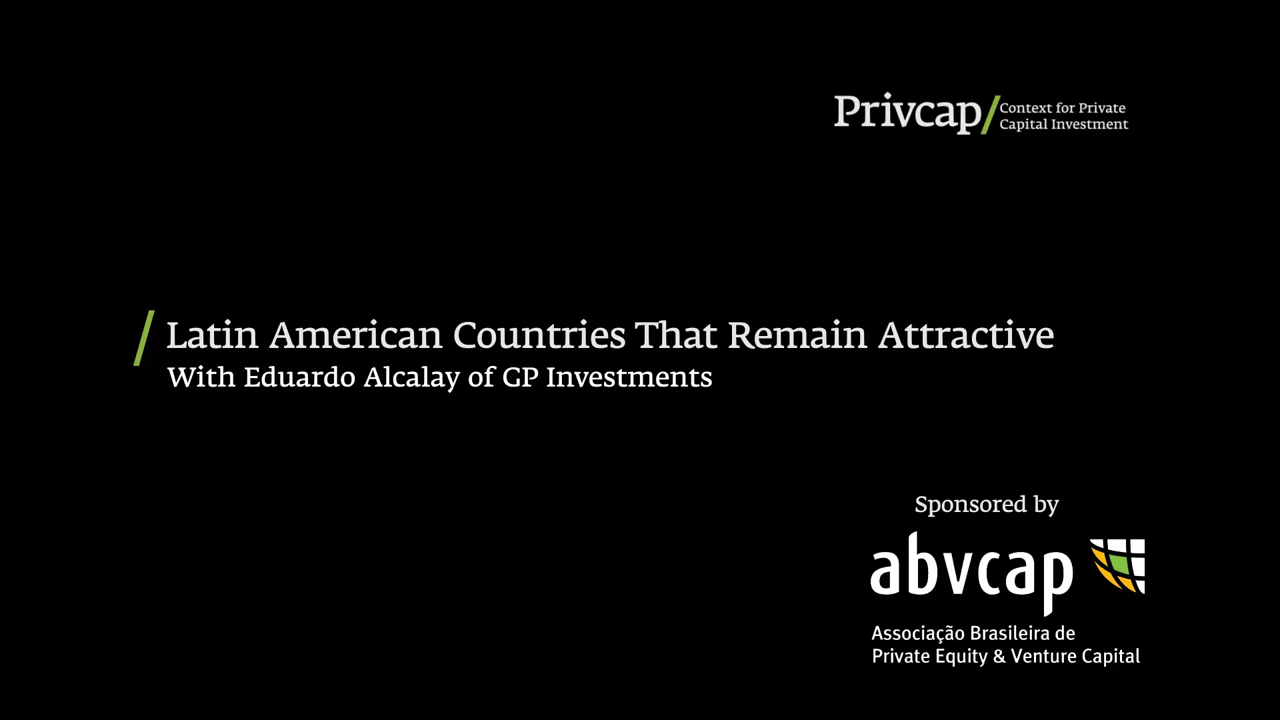 Privcap/ Context for Private
Capital Investment
/ Latin American Countries That Remain Attractive
With Eduardo Alcalay of GP Investments
Sponsored by
abvcap
Associação Brasileira de
Private Equity & Venture Capital